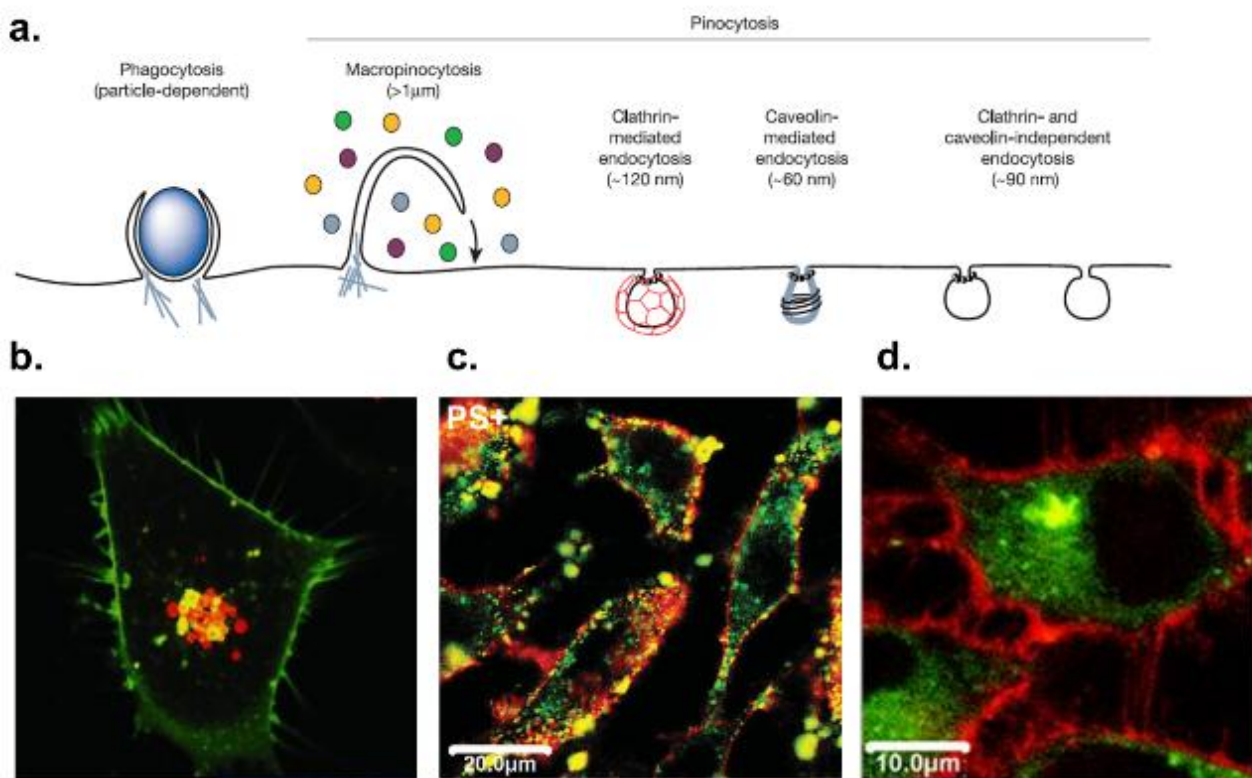 a.
Pinocytosis
Phagocytosis
(particle-dependent)
Macropinocytosis
(>1µm)
Clathrin-
mediated
endocytosis
(~120 nm)
Caveolin-
mediated
endocytosis
(~60 nm)
Clathrin- and
caveolin-independent
endocytosis
(~90 nm)
b.
c.
d.
PS+
20.0µm
10.0µm